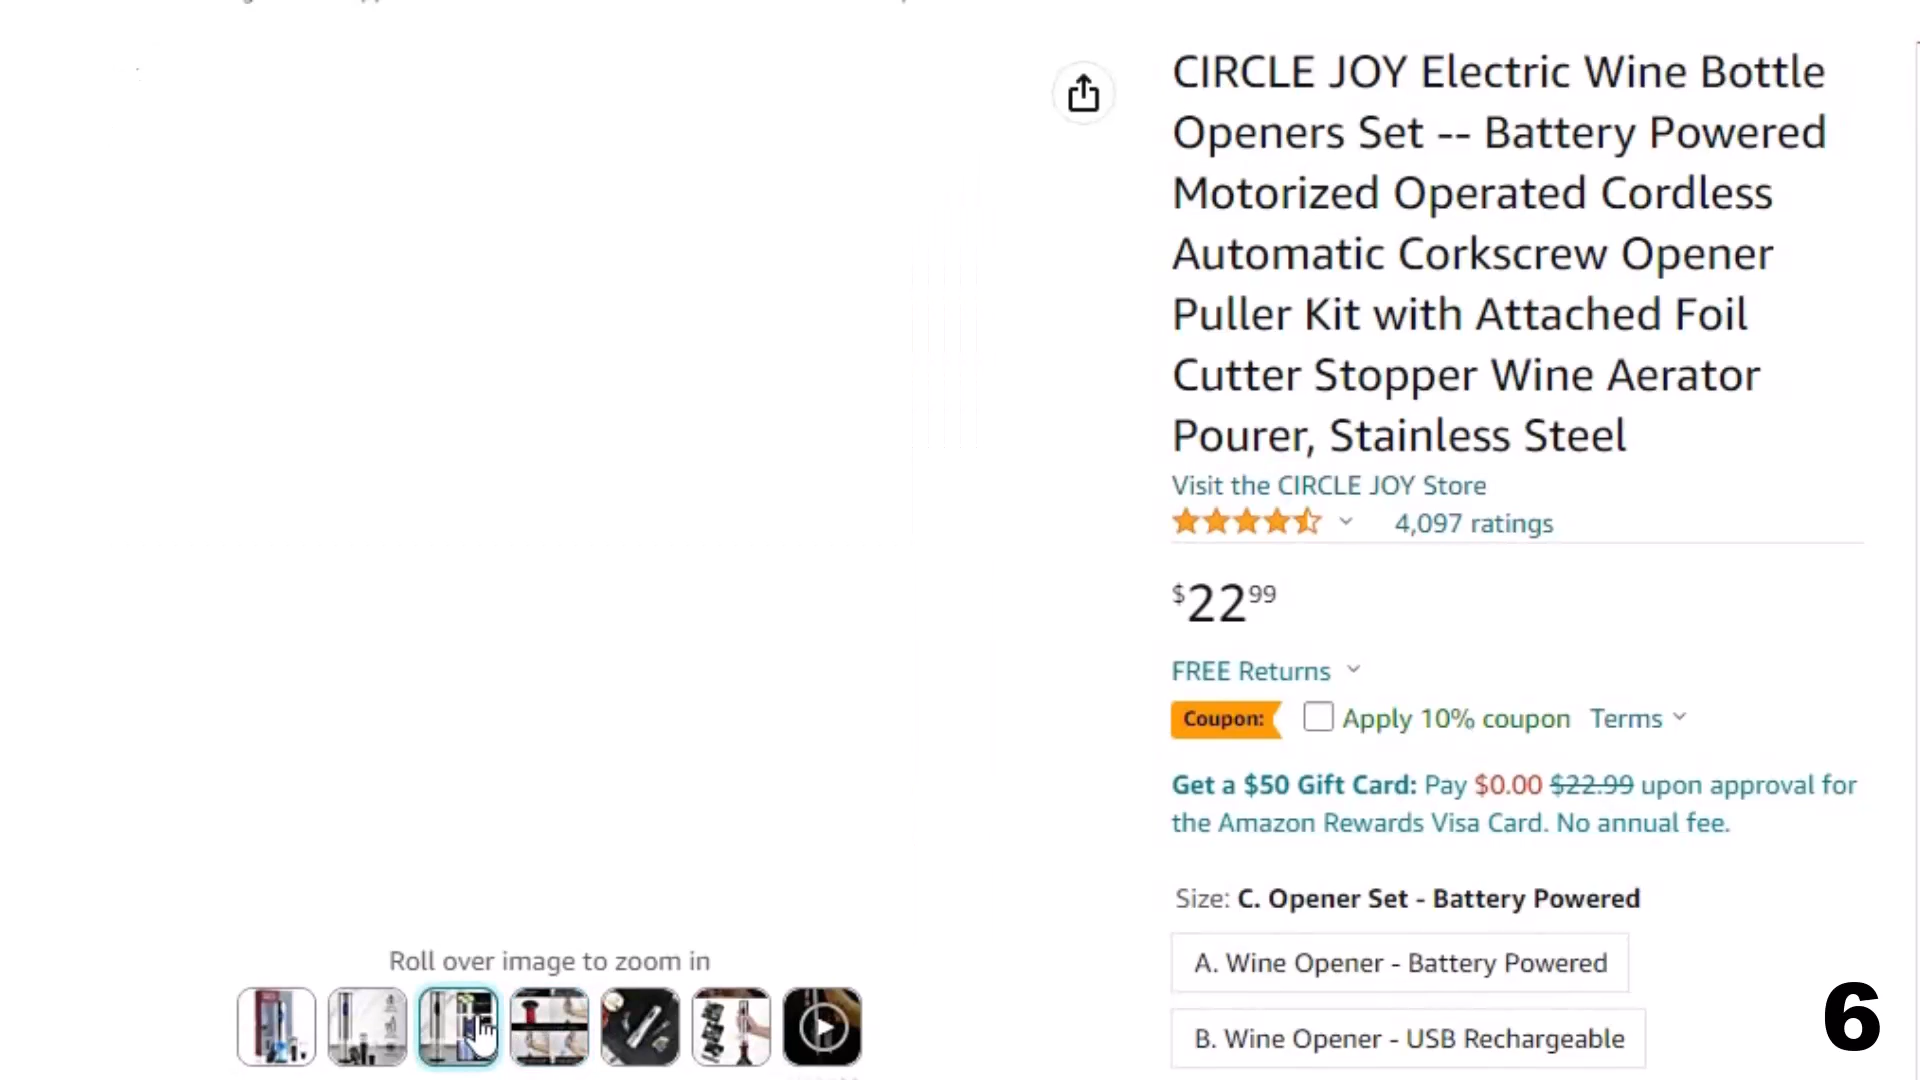 CIRCLE JOY Electric Wine Bottle
Openers Set -- Battery Powered
Motorized Operated Cordless
Automatic Corkscrew Opener
Puller Kit with Attached Foil
Cutter Stopper Wine Aerator
Pourer, Stainless Steel
Visit the CIRCLE JOY Store
4,097 ratings
$22.99
FREE Returns
Coupon: Apply 10% coupon Terms
Get a $50 Gift Card: Pay $0.00 $22.99 upon approval for
the Amazon Rewards Visa Card. No annual fee.
Size: C. Opener Set - Battery Powered
Roll over image to zoom in
A. Wine Opener - Battery Powered
B. Wine Opener - USB Rechargeable
6